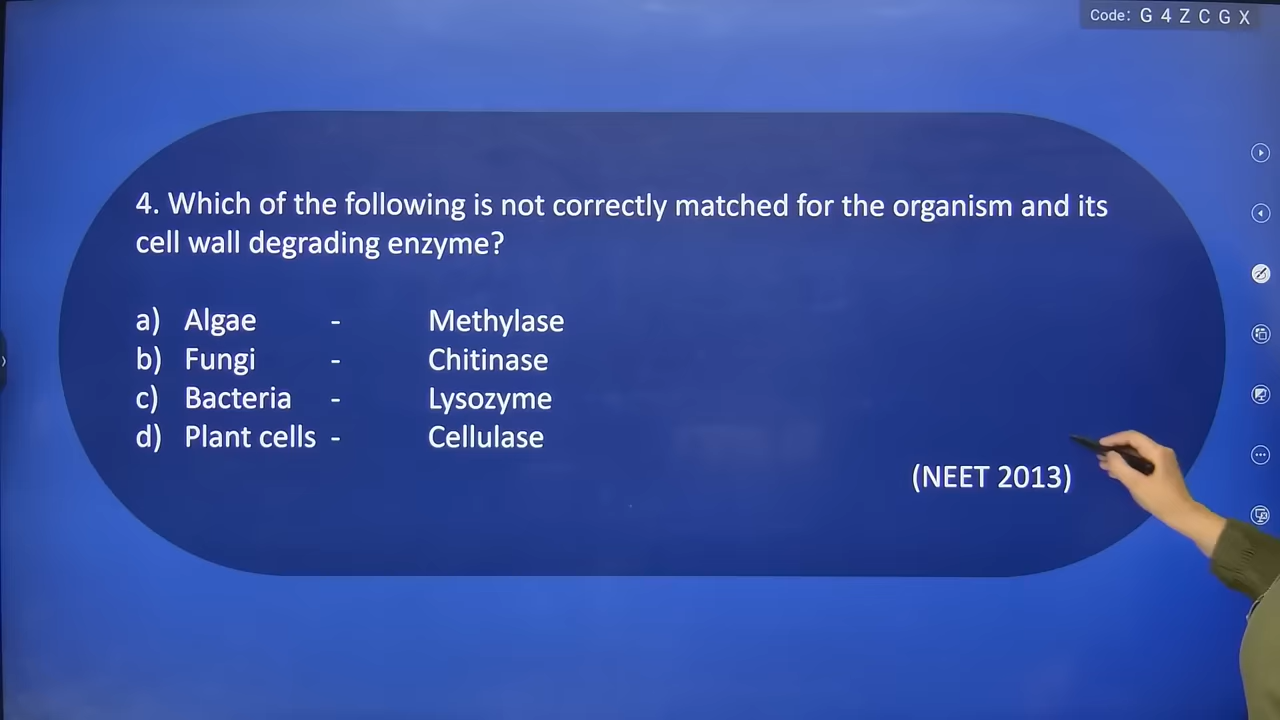 Code: G 4 Z C G X
4. Which of the following is not correctly matched for the organism and its
cell wall degrading enzyme?
a) Algae - Methylase
b) Fungi - Chitinase
c) Bacteria - Lysozyme
d) Plant cells - Cellulase
(NEET 2013)